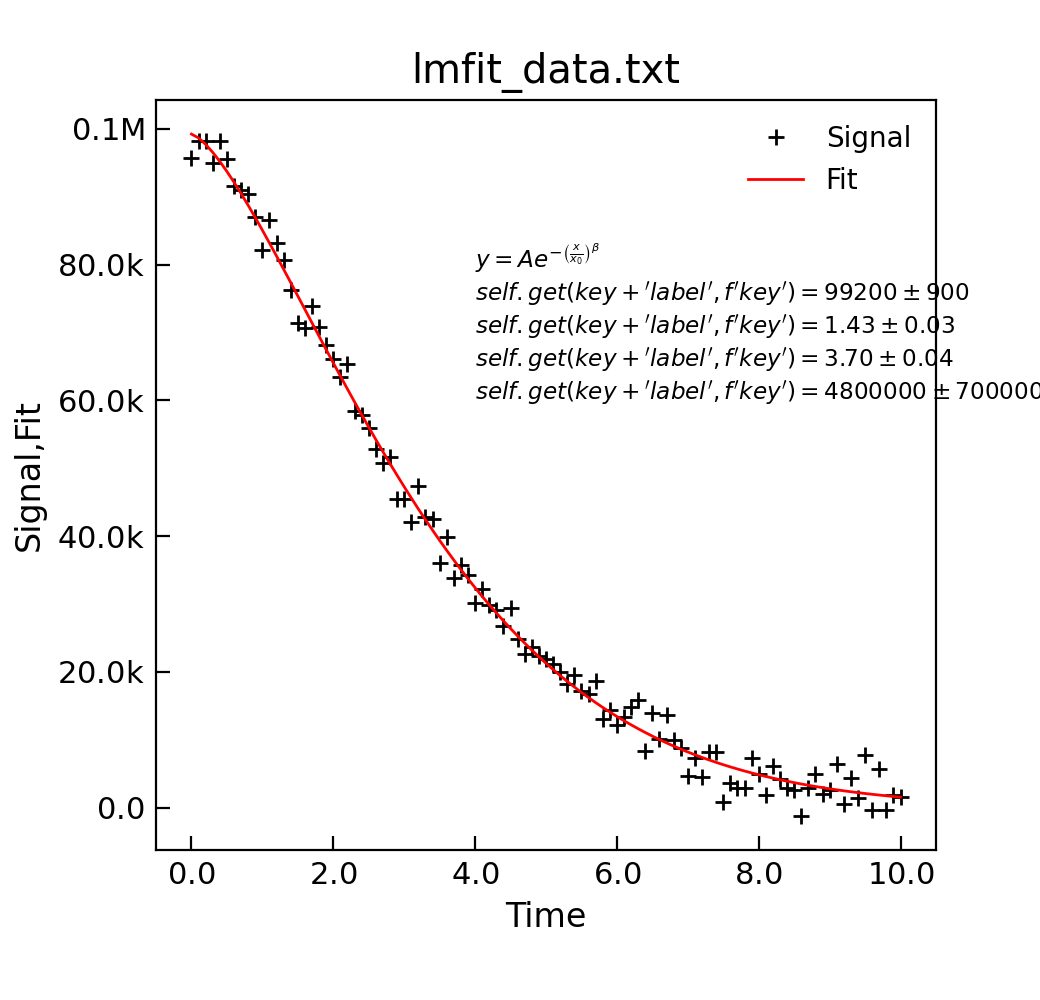 lmfit_data.txt
0.1M
80.0k
60.0k
40.0k
20.0k
0.0
Signal,Fit
Signal
Fit
y = Ae^{-(\frac{x}{x_0})^β}
self.get(key+'label',f'key') = 99200 ± 900
self.get(key+'label',f'key') = 1.43 ± 0.03
self.get(key+'label',f'key') = 3.70 ± 0.04
self.get(key+'label',f'key') = 4800000 ± 700000
0.0 2.0 4.0 6.0 8.0 10.0
Time